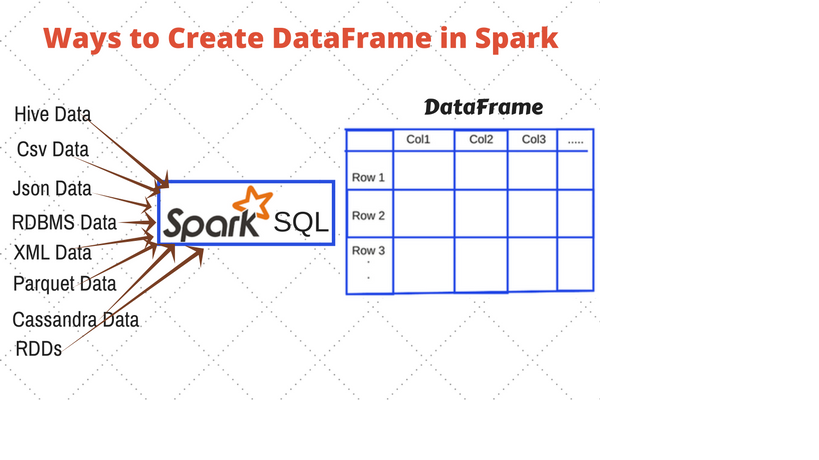 Ways to Create DataFrame in Spark
Hive Data
Csv Data
Json Data
RDBMS Data
XML Data
Parquet Data
Cassandra Data
RDDs
Spark SQL
DataFrame
Col1 Col2 Col3 .....
Row 1
Row 2
Row 3
.
.